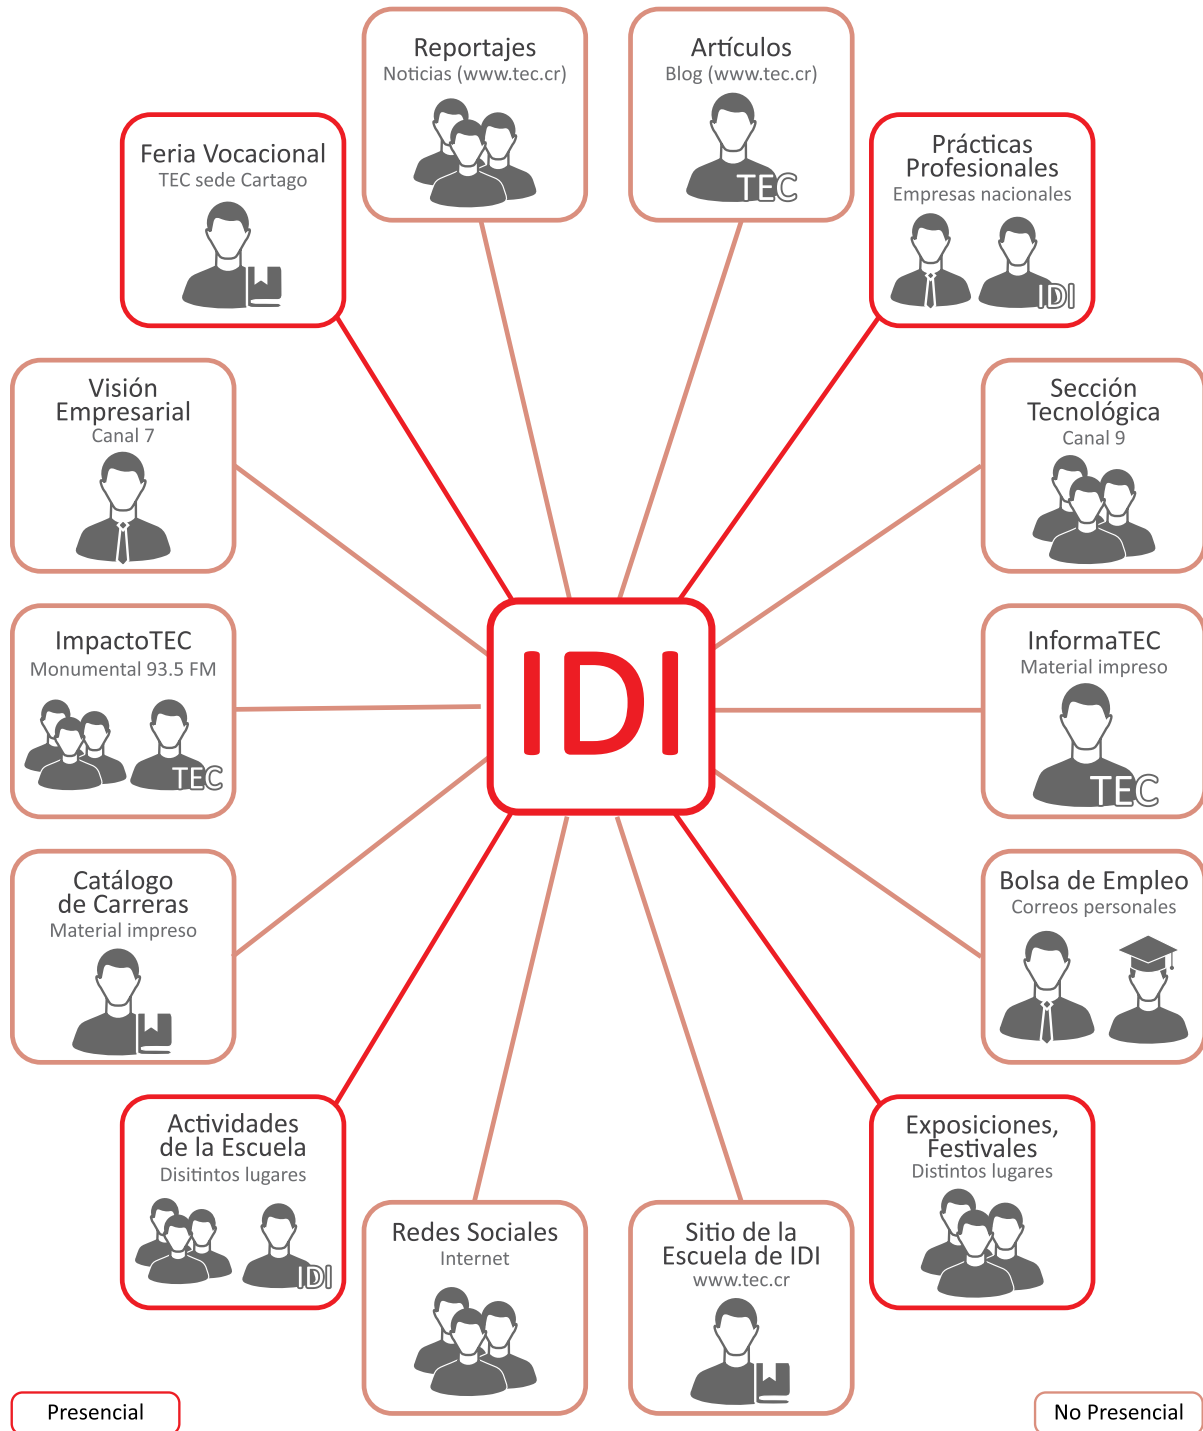 Reportajes
Noticias (www.tec.cr)
Artículos
Blog (www.tec.cr)
TEC
Feria Vocacional
TEC sede Cartago
Prácticas
Profesionales
Empresas nacionales
IDI
Visión
Empresarial
Canal 7
Sección
Tecnológica
Canal 9
ImpactoTEC
Monumental 93.5 FM
TEC
IDI
InformaTEC
Material impreso
TEC
Catálogo
de Carreras
Material impreso
Bolsa de Empleo
Correos personales
Actividades
de la Escuela
Disitintos lugares
IDI
Redes Sociales
Internet
Sitio de la
Escuela de IDI
www.tec.cr
Exposiciones,
Festivales
Distintos lugares
Presencial
No Presencial